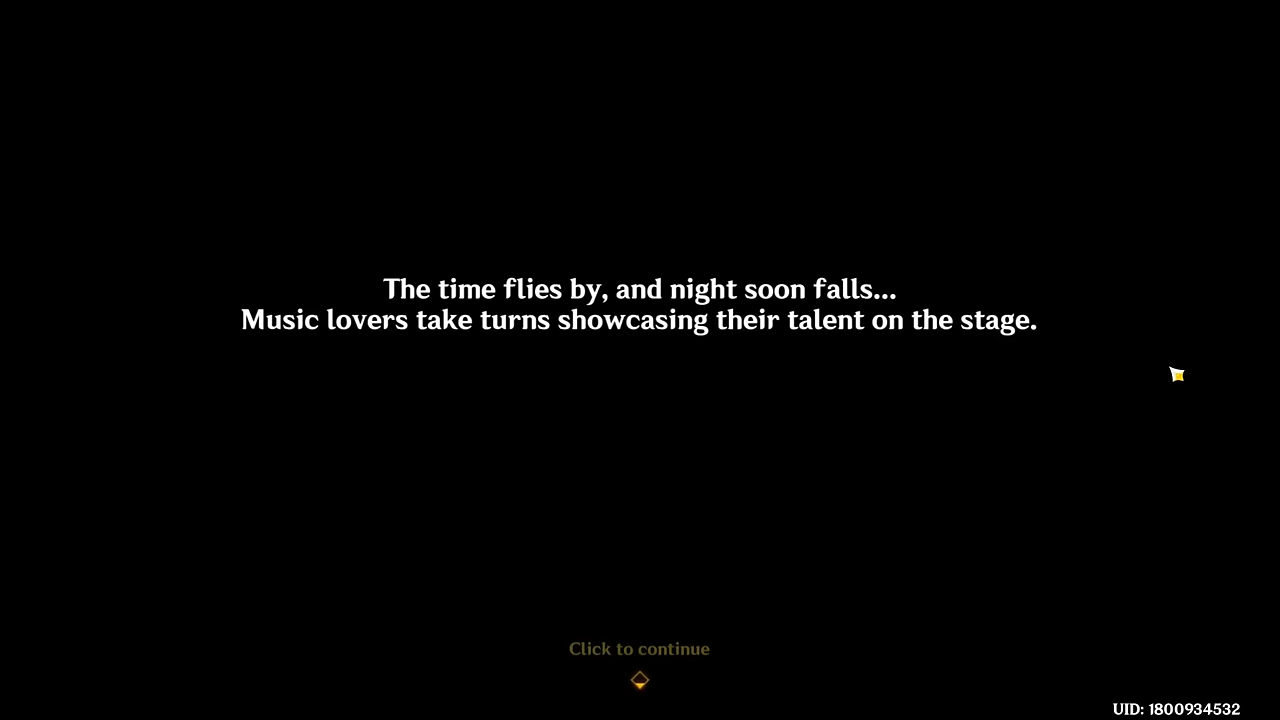 The time flies by, and night soon falls...
Music lovers take turns showcasing their talent on the stage.
Click to continue
UID: 1800934532